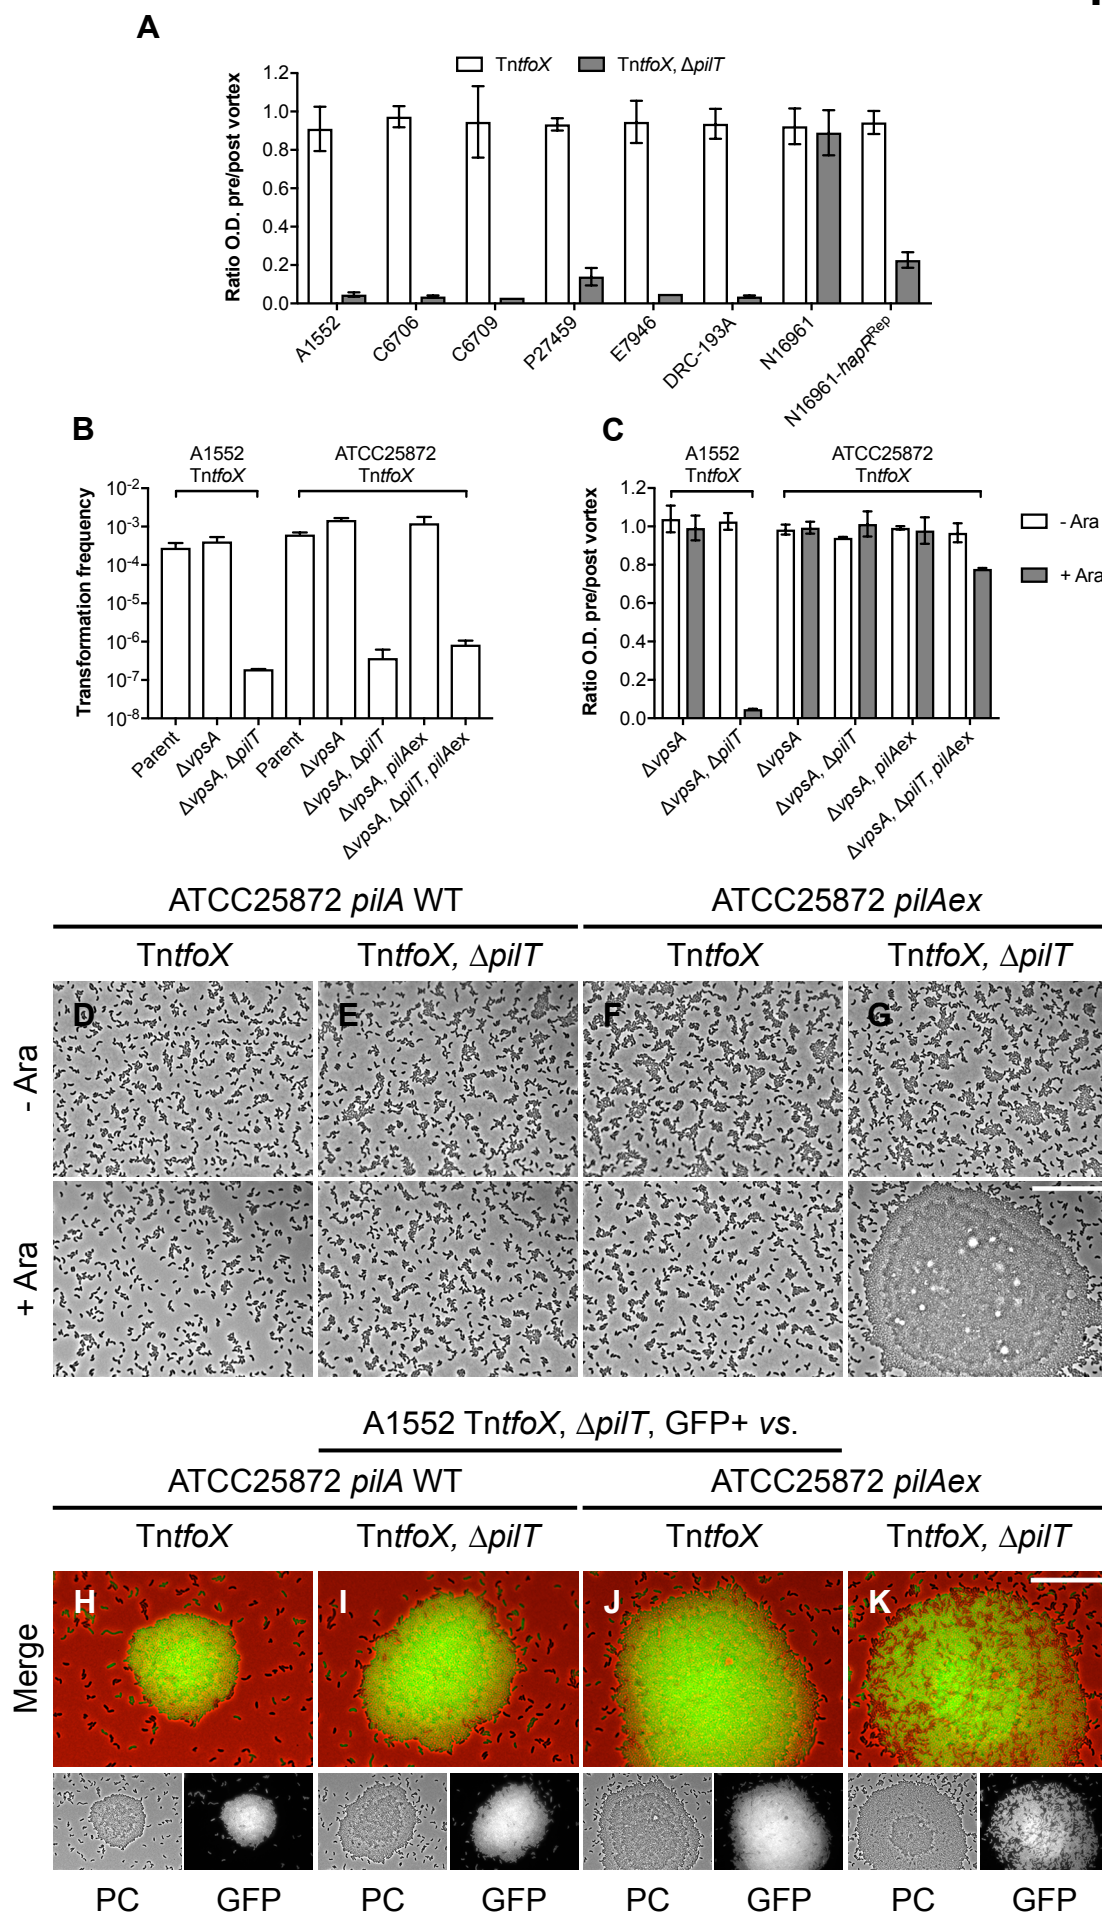 A
TntfoX
TntfoX, ΔpilT
Ratio O.D. pre/post vortex
1.2
1.0
0.8
0.6
0.4
0.2
0.0
A1552
C6706
C6709
P27459
E7946
DRC-193A
N16961
N16961-hapR^Rep
B
A1552
TntfoX
ATCC25872
TntfoX
Transformation frequency
10^-2
10^-3
10^-4
10^-5
10^-6
10^-7
10^-8
Parent
ΔvpsA
ΔvpsA, ΔpilT
Parent
ΔvpsA
ΔvpsA, ΔpilT
ΔvpsA, pilAex
ΔvpsA, ΔpilT, pilAex
C
A1552
TntfoX
ATCC25872
TntfoX
Ratio O.D. pre/post vortex
1.2
1.0
0.8
0.6
0.4
0.2
0.0
- Ara
+ Ara
ΔvpsA
ΔvpsA, ΔpilT
ΔvpsA
ΔvpsA, ΔpilT
ΔvpsA, pilAex
ΔvpsA, ΔpilT, pilAex
ATCC25872 pilA WT
ATCC25872 pilAex
TntfoX
TntfoX, ΔpilT
TntfoX
TntfoX, ΔpilT
- Ara
D
E
F
G
+ Ara
A1552 TntfoX, ΔpilT, GFP+ vs.
ATCC25872 pilA WT
ATCC25872 pilAex
TntfoX
TntfoX, ΔpilT
TntfoX
TntfoX, ΔpilT
Merge
H
I
J
K
PC
GFP
PC
GFP
PC
GFP
PC
GFP